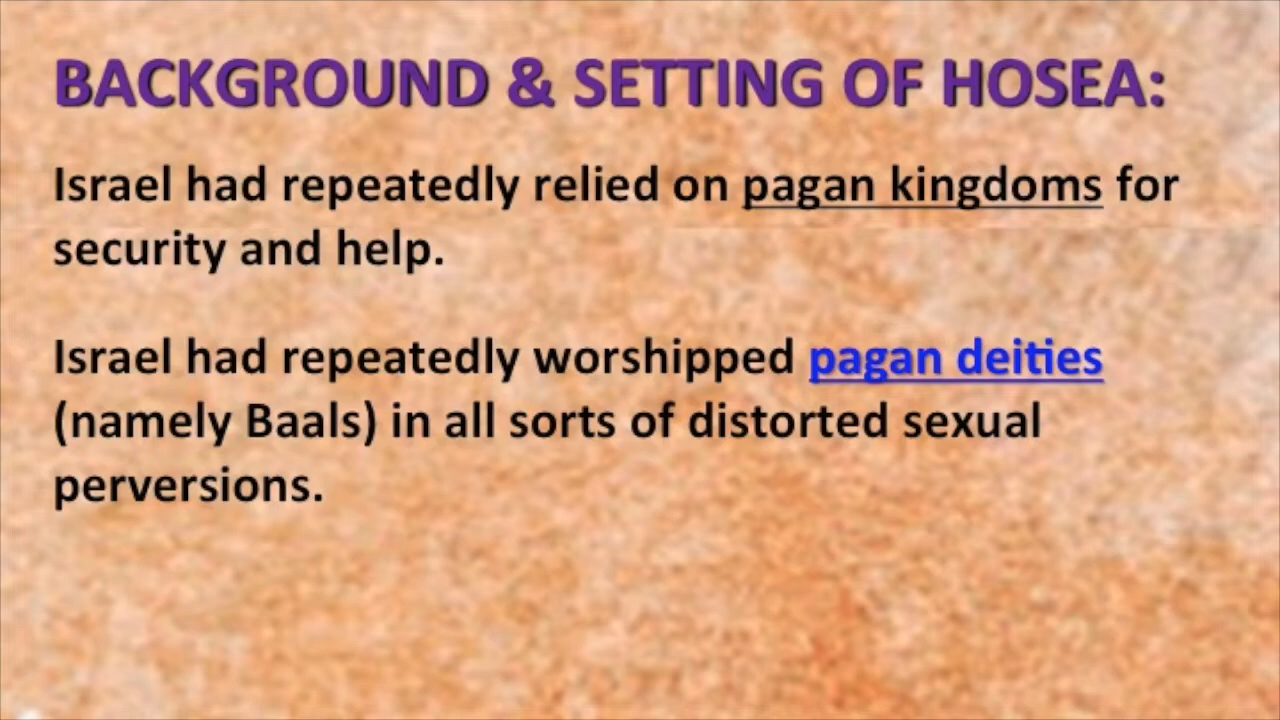 BACKGROUND & SETTING OF HOSEA:
Israel had repeatedly relied on pagan kingdoms for
security and help.
Israel had repeatedly worshipped pagan deities
(namely Baals) in all sorts of distorted sexual
perversions.